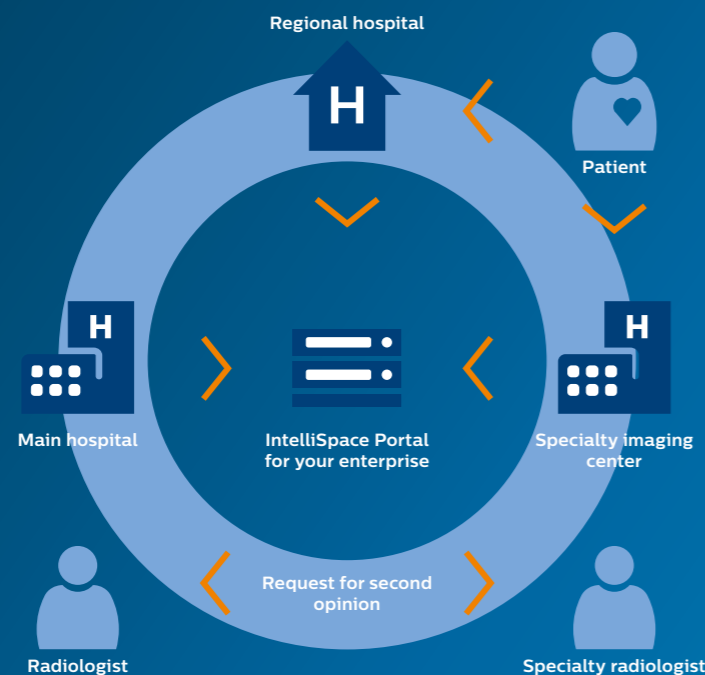 Regional hospital
H
Patient
H
H
Main hospital
IntelliSpace Portal
for your enterprise
Specialty imaging
center
Request for second
opinion
Radiologist
Specialty radiologist